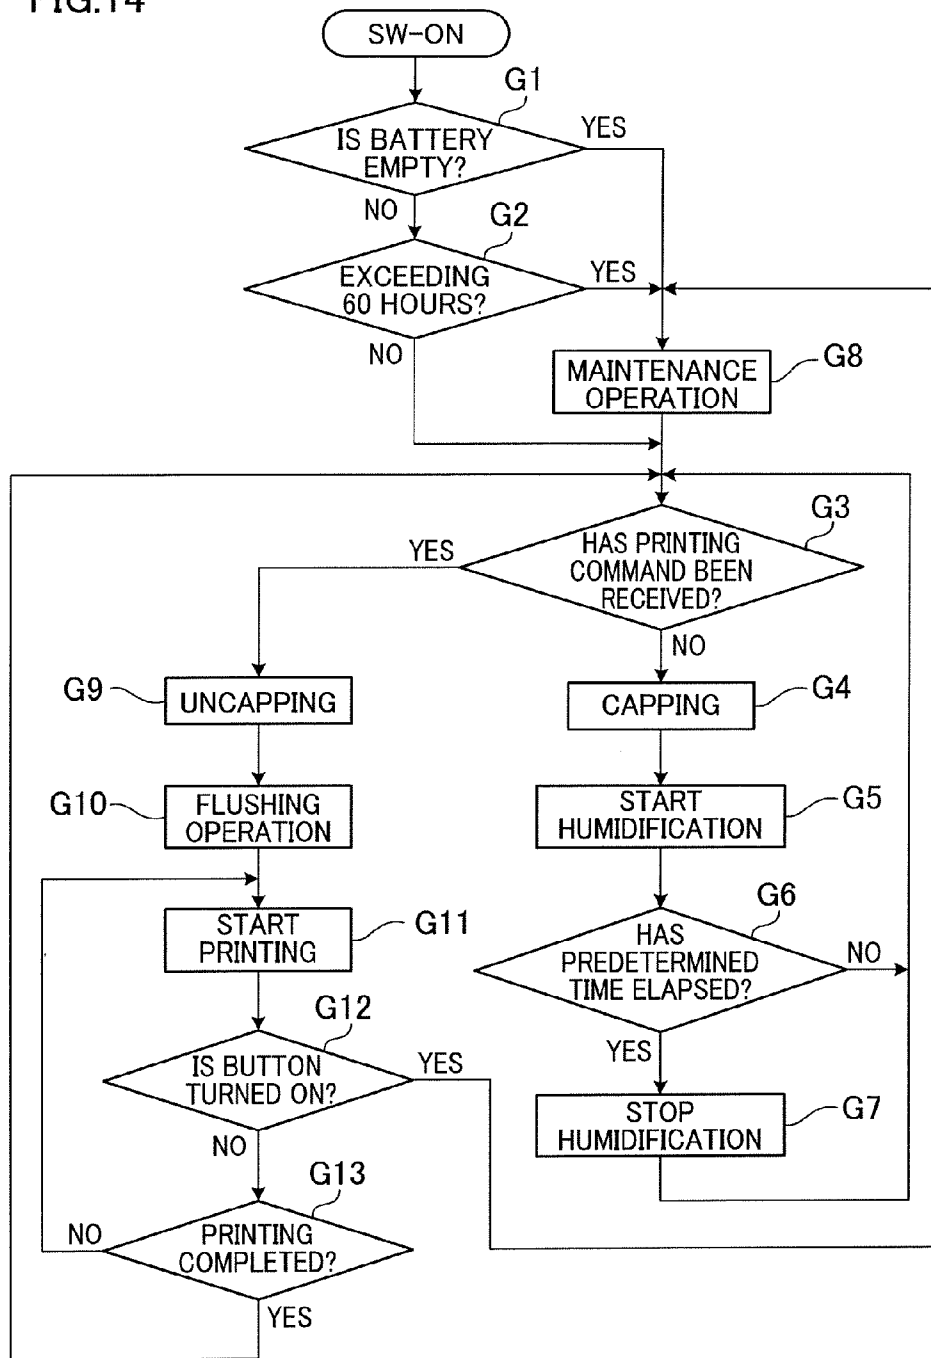 FIG.14
SW-ON
G1
IS BATTERY
EMPTY?
YES
NO
G2
EXCEEDING
60 HOURS?
YES
NO
MAINTENANCE
OPERATION
G8
G3
HAS PRINTING
COMMAND BEEN
RECEIVED?
YES
NO
G9
UNCAPPING
CAPPING
G4
G10
FLUSHING
OPERATION
START
HUMIDIFICATION
G5
START
PRINTING
G11
G6
HAS
PREDETERMINED
TIME ELAPSED?
NO
YES
G12
IS BUTTON
TURNED ON?
YES
NO
STOP
HUMIDIFICATION
G7
G13
PRINTING
COMPLETED?
NO
YES